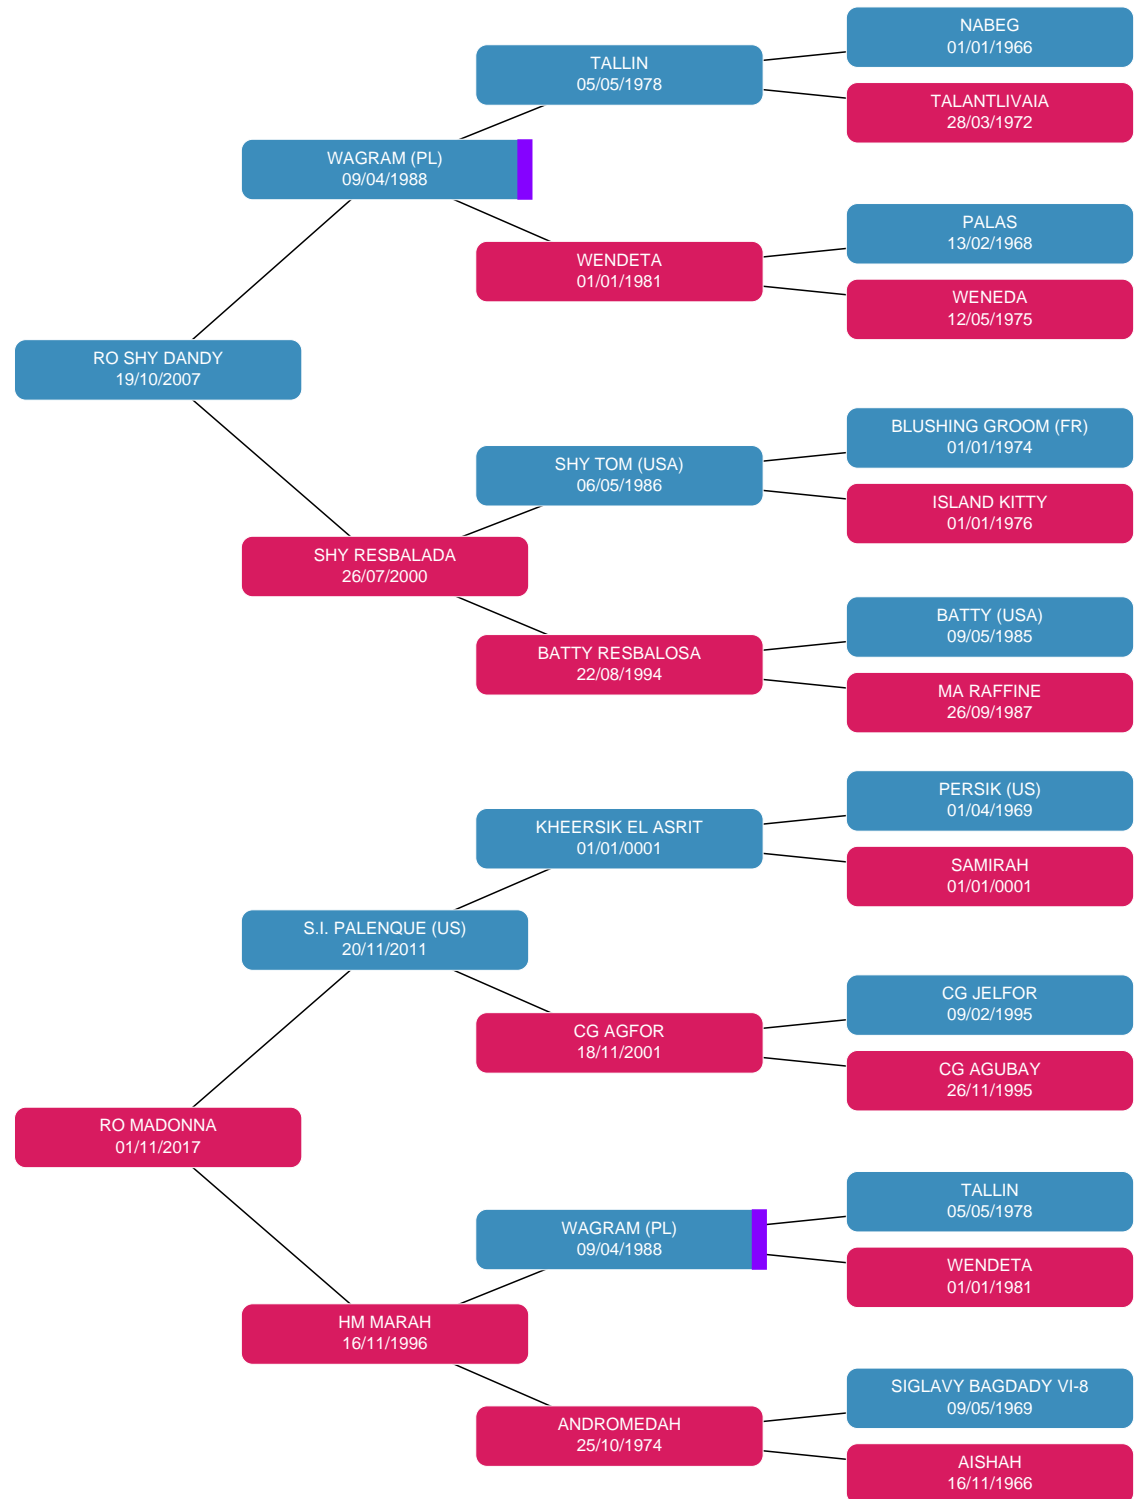 NABEG
01/01/1966
TALLIN
05/05/1978
TALANTLIVAIA
28/03/1972
WAGRAM (PL)
09/04/1988
PALAS
13/02/1968
WENDETA
01/01/1981
WENEDA
12/05/1975
RO SHY DANDY
19/10/2007
BLUSHING GROOM (FR)
01/01/1974
SHY TOM (USA)
06/05/1986
ISLAND KITTY
01/01/1976
SHY RESBALADA
26/07/2000
BATTY (USA)
09/05/1985
BATTY RESBALOSA
22/08/1994
MA RAFFINE
26/09/1987
PERSIK (US)
01/04/1969
KHEERSIK EL ASRIT
01/01/0001
SAMIRAH
01/01/0001
S.I. PALENQUE (US)
20/11/2011
CG JELFOR
09/02/1995
CG AGFOR
18/11/2001
CG AGUBAY
26/11/1995
RO MADONNA
01/11/2017
TALLIN
05/05/1978
WAGRAM (PL)
09/04/1988
WENDETA
01/01/1981
HM MARAH
16/11/1996
SIGLAVY BAGDADY VI-8
09/05/1969
ANDROMEDAH
25/10/1974
AISHAH
16/11/1966